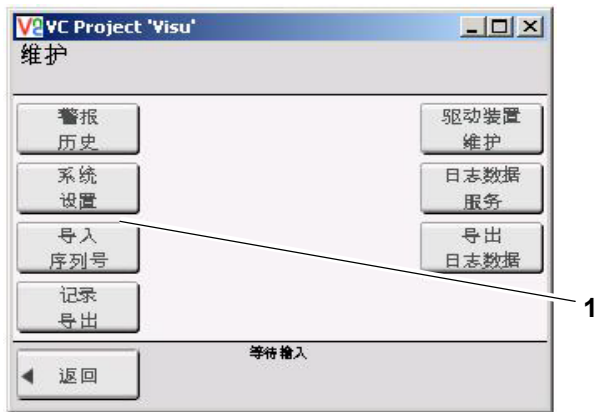 VC Project 'Visu'
维护
警报
历史
驱动装置
维护
系统
设置
日志数据
服务
导入
序列号
导出
日志数据
记录
导出
1
等待输入
返回